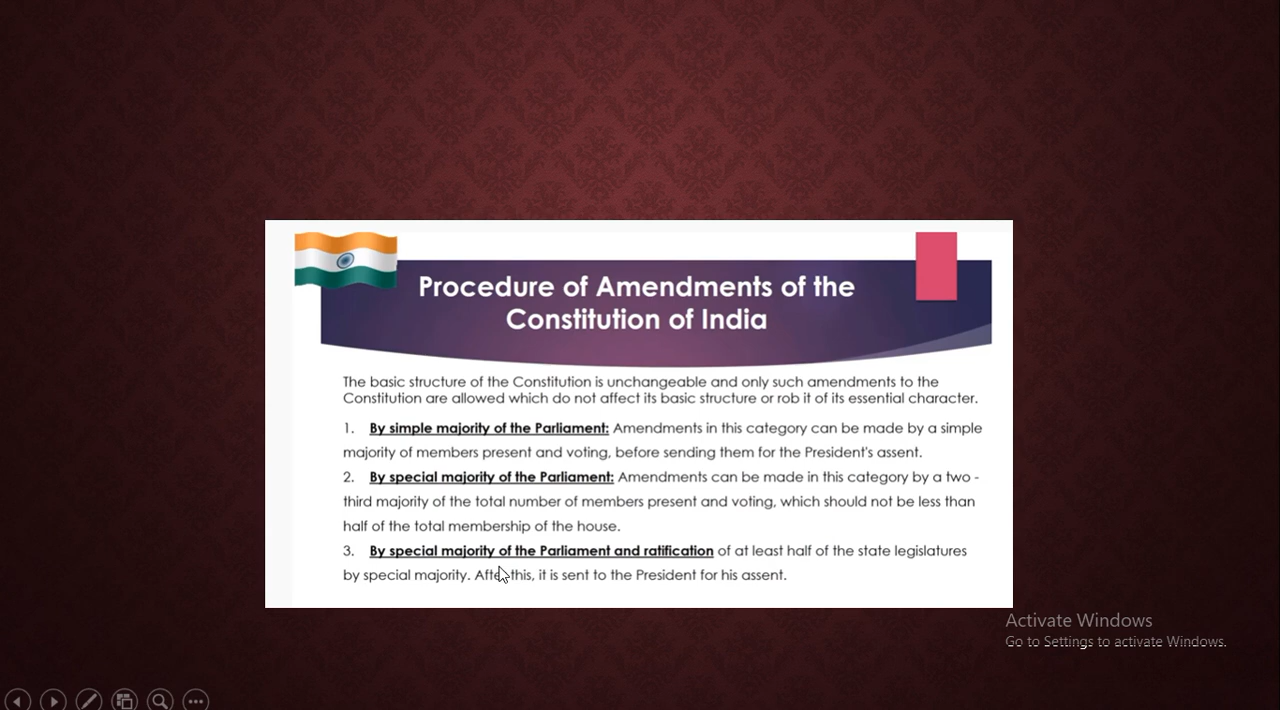 Procedure of Amendments of the
Constitution of India
The basic structure of the Constitution is unchangeable and only such amendments to the
Constitution are allowed which do not affect its basic structure or rob it of its essential character.
1. By simple majority of the Parliament: Amendments in this category can be made by a simple
majority of members present and voting, before sending them for the President's assent.
2. By special majority of the Parliament: Amendments can be made in this category by a two -
third majority of the total number of members present and voting, which should not be less than
half of the total membership of the house.
3. By special majority of the Parliament and ratification of at least half of the state legislatures
by special majority. After this, it is sent to the President for his assent.
Activate Windows
Go to Settings to activate Windows.